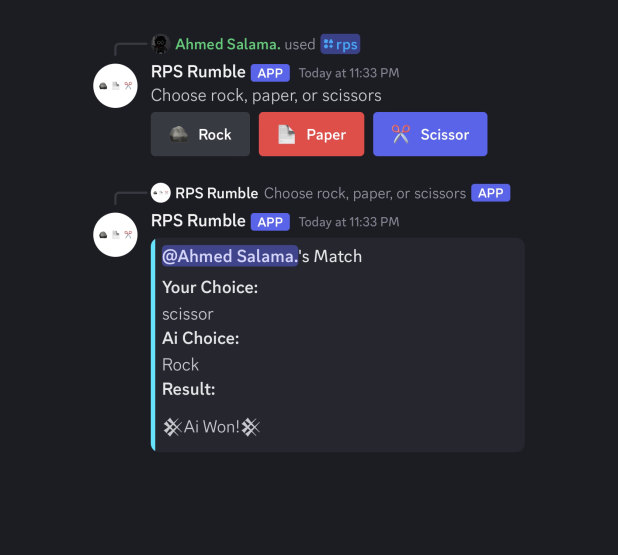 Ahmed Salama. used rps
RPS Rumble APP Today at 11:33 PM
Choose rock, paper, or scissors
Rock Paper Scissor
RPS Rumble Choose rock, paper, or scissors APP
RPS Rumble APP Today at 11:33 PM
@Ahmed Salama.'s Match
Your Choice:
scissor
Ai Choice:
Rock
Result:
Ai Won!